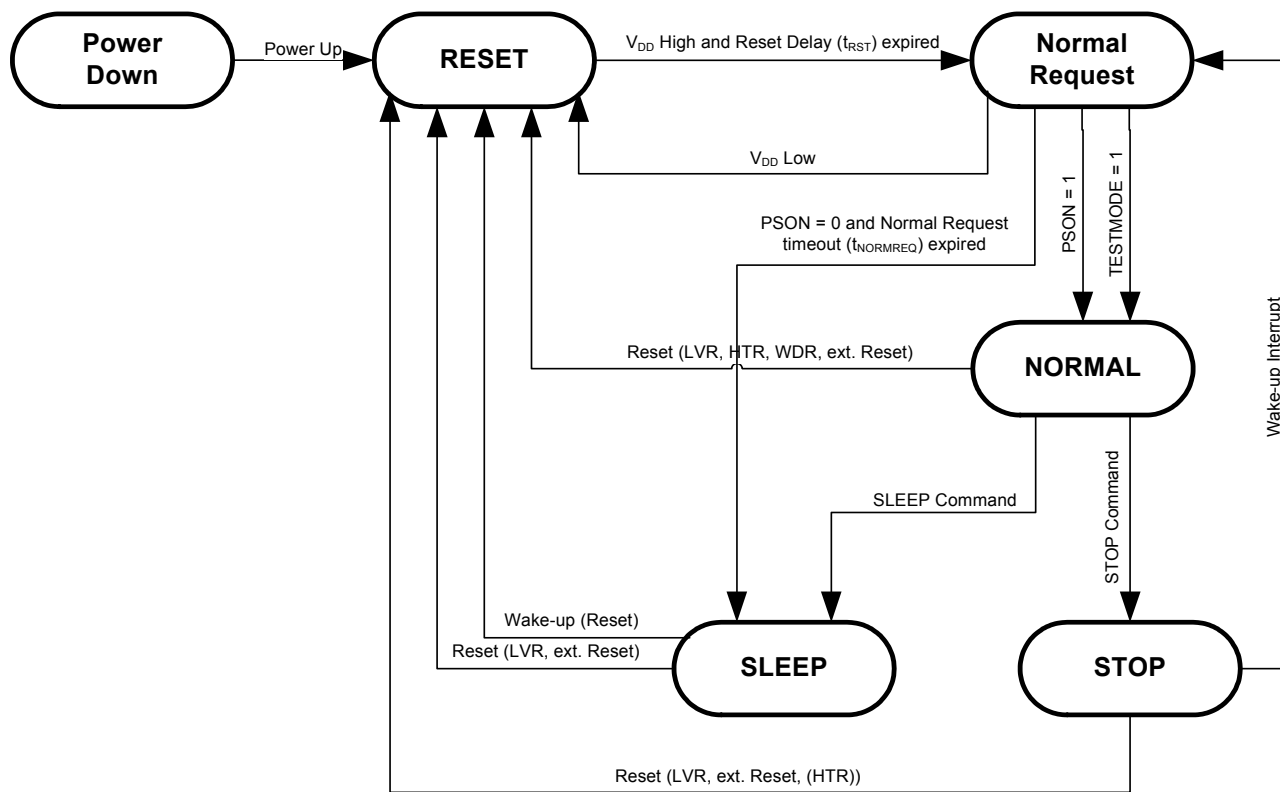 Power
Down
Power Up
RESET
V_DD High and Reset Delay (t_RST) expired
Normal
Request
V_DD Low
PSON = 0 and Normal Request
timeout (t_NORMREQ) expired
PSON = 1
TESTMODE = 1
Wake-up Interrupt
Reset (LVR, HTR, WDR, ext. Reset)
NORMAL
SLEEP Command
STOP Command
Wake-up (Reset)
Reset (LVR, ext. Reset)
SLEEP
STOP
Reset (LVR, ext. Reset, (HTR))